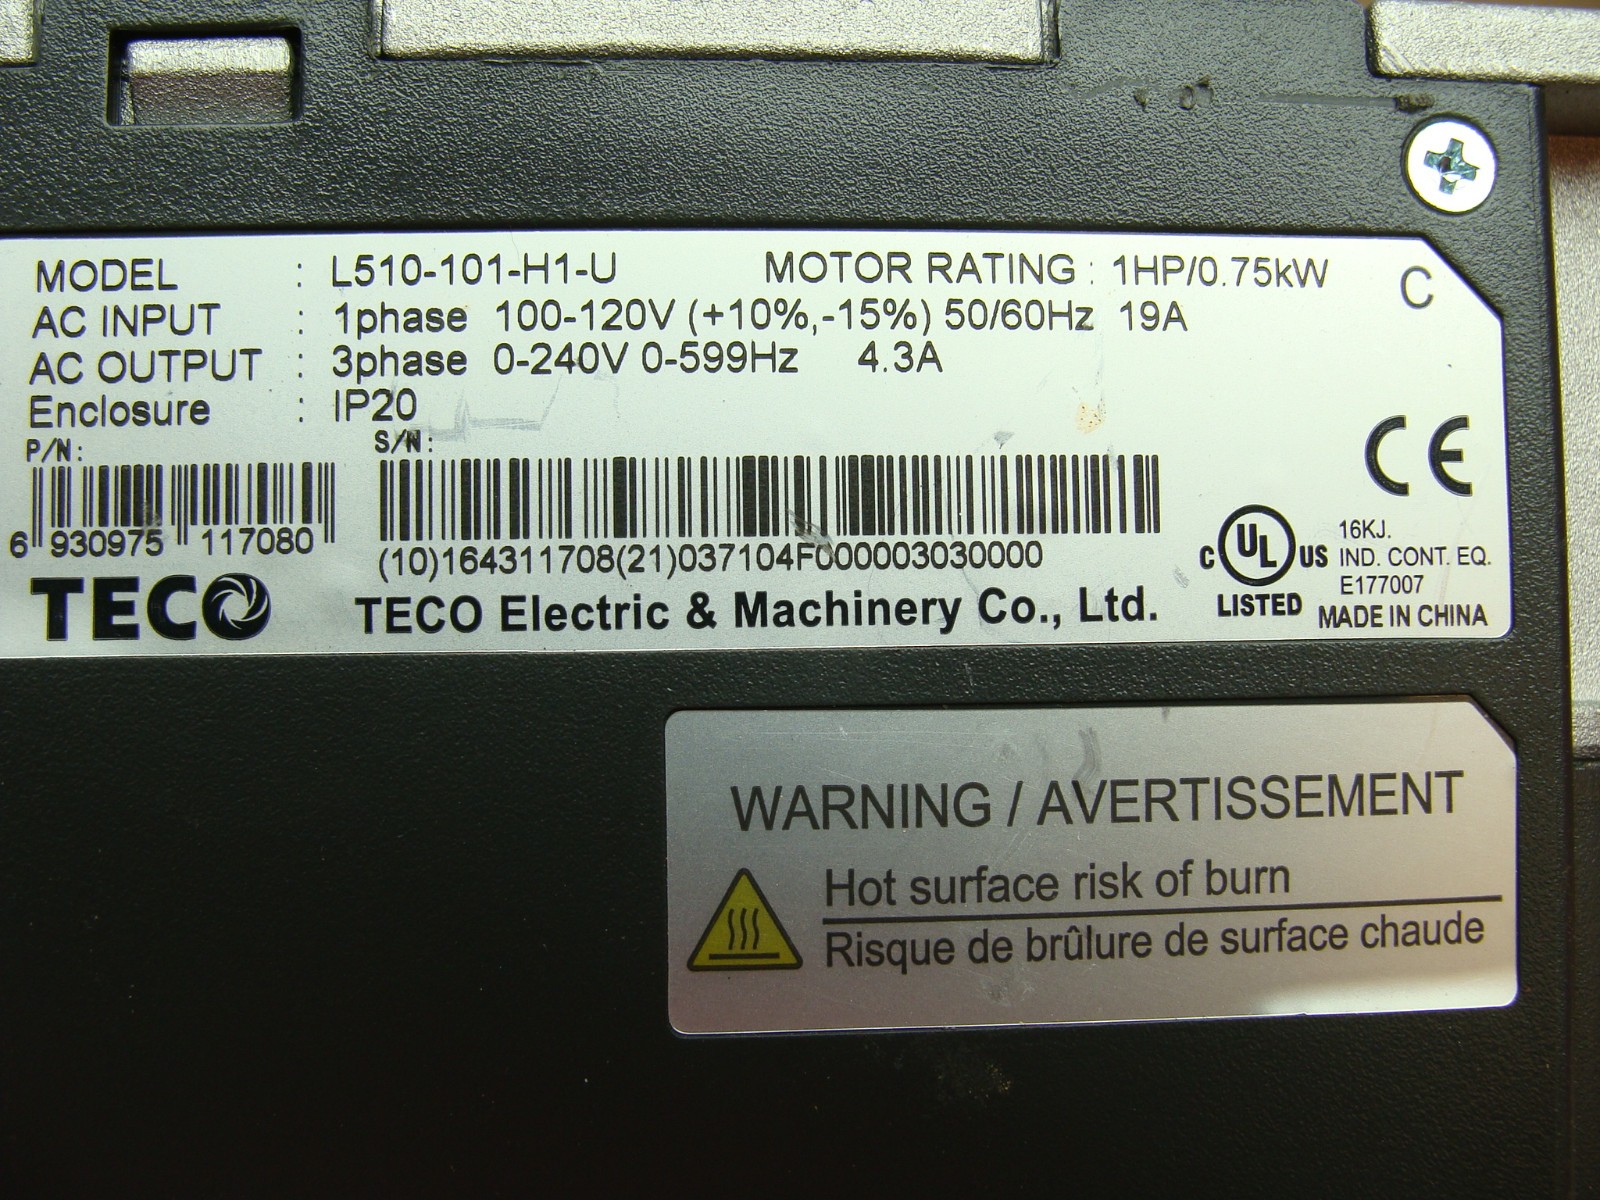 MODEL : L510-101-H1-U MOTOR RATING : 1HP/0.75kW C
AC INPUT : 1phase 100-120V (+10%,-15%) 50/60Hz 19A
AC OUTPUT : 3phase 0-240V 0-599Hz 4.3A
Enclosure : IP20
P/N: S/N:
CE
6 930975 117080
(10)164311708(21)037104F000003030000
C UL US LISTED
16KJ.
IND. CONT. EQ.
E177007
MADE IN CHINA
TECO TECO Electric & Machinery Co., Ltd.
WARNING / AVERTISSEMENT
Hot surface risk of burn
Risque de brûlure de surface chaude